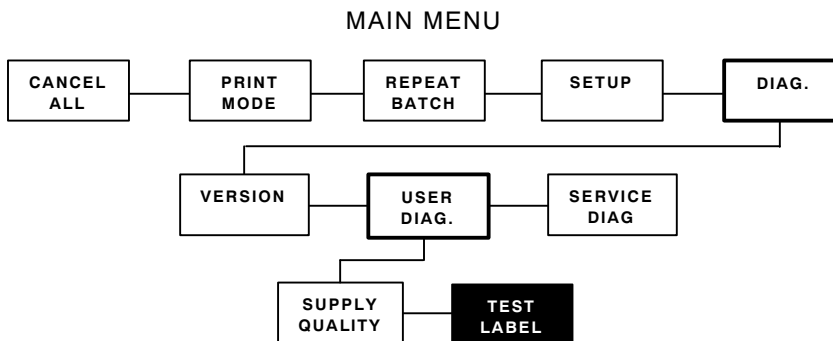 MAIN MENU
CANCEL
ALL
PRINT
MODE
REPEAT
BATCH
SETUP
DIAG.
VERSION
USER
DIAG.
SERVICE
DIAG
SUPPLY
QUALITY
TEST
LABEL